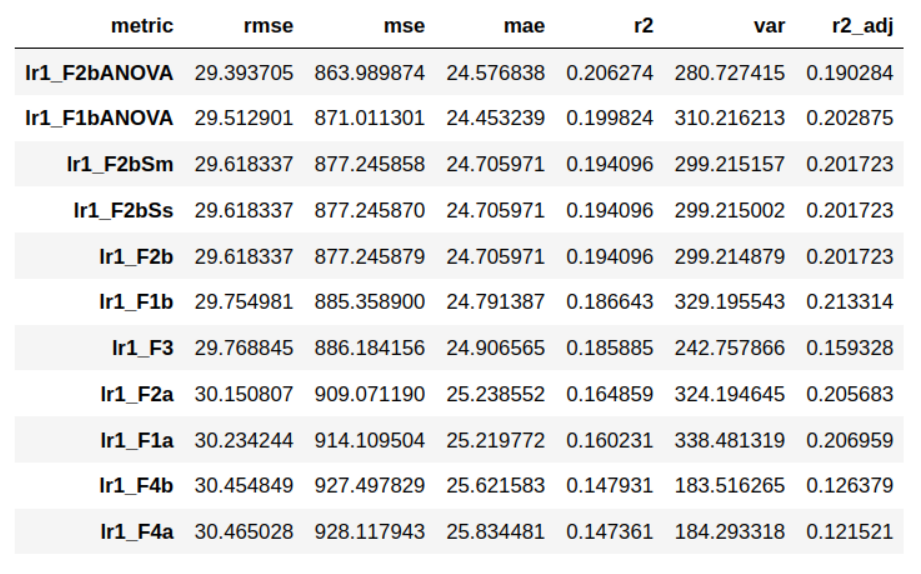 metric rmse mse mae r2 var r2_adj
lr1_F2bANOVA 29.393705 863.989874 24.576838 0.206274 280.727415 0.190284
lr1_F1bANOVA 29.512901 871.011301 24.453239 0.199824 310.216213 0.202875
lr1_F2bSm 29.618337 877.245858 24.705971 0.194096 299.215157 0.201723
lr1_F2bSs 29.618337 877.245870 24.705971 0.194096 299.215002 0.201723
lr1_F2b 29.618337 877.245879 24.705971 0.194096 299.214879 0.201723
lr1_F1b 29.754981 885.358900 24.791387 0.186643 329.195543 0.213314
lr1_F3 29.768845 886.184156 24.906565 0.185885 242.757866 0.159328
lr1_F2a 30.150807 909.071190 25.238552 0.164859 324.194645 0.205683
lr1_F1a 30.234244 914.109504 25.219772 0.160231 338.481319 0.206959
lr1_F4b 30.454849 927.497829 25.621583 0.147931 183.516265 0.126379
lr1_F4a 30.465028 928.117943 25.834481 0.147361 184.293318 0.121521